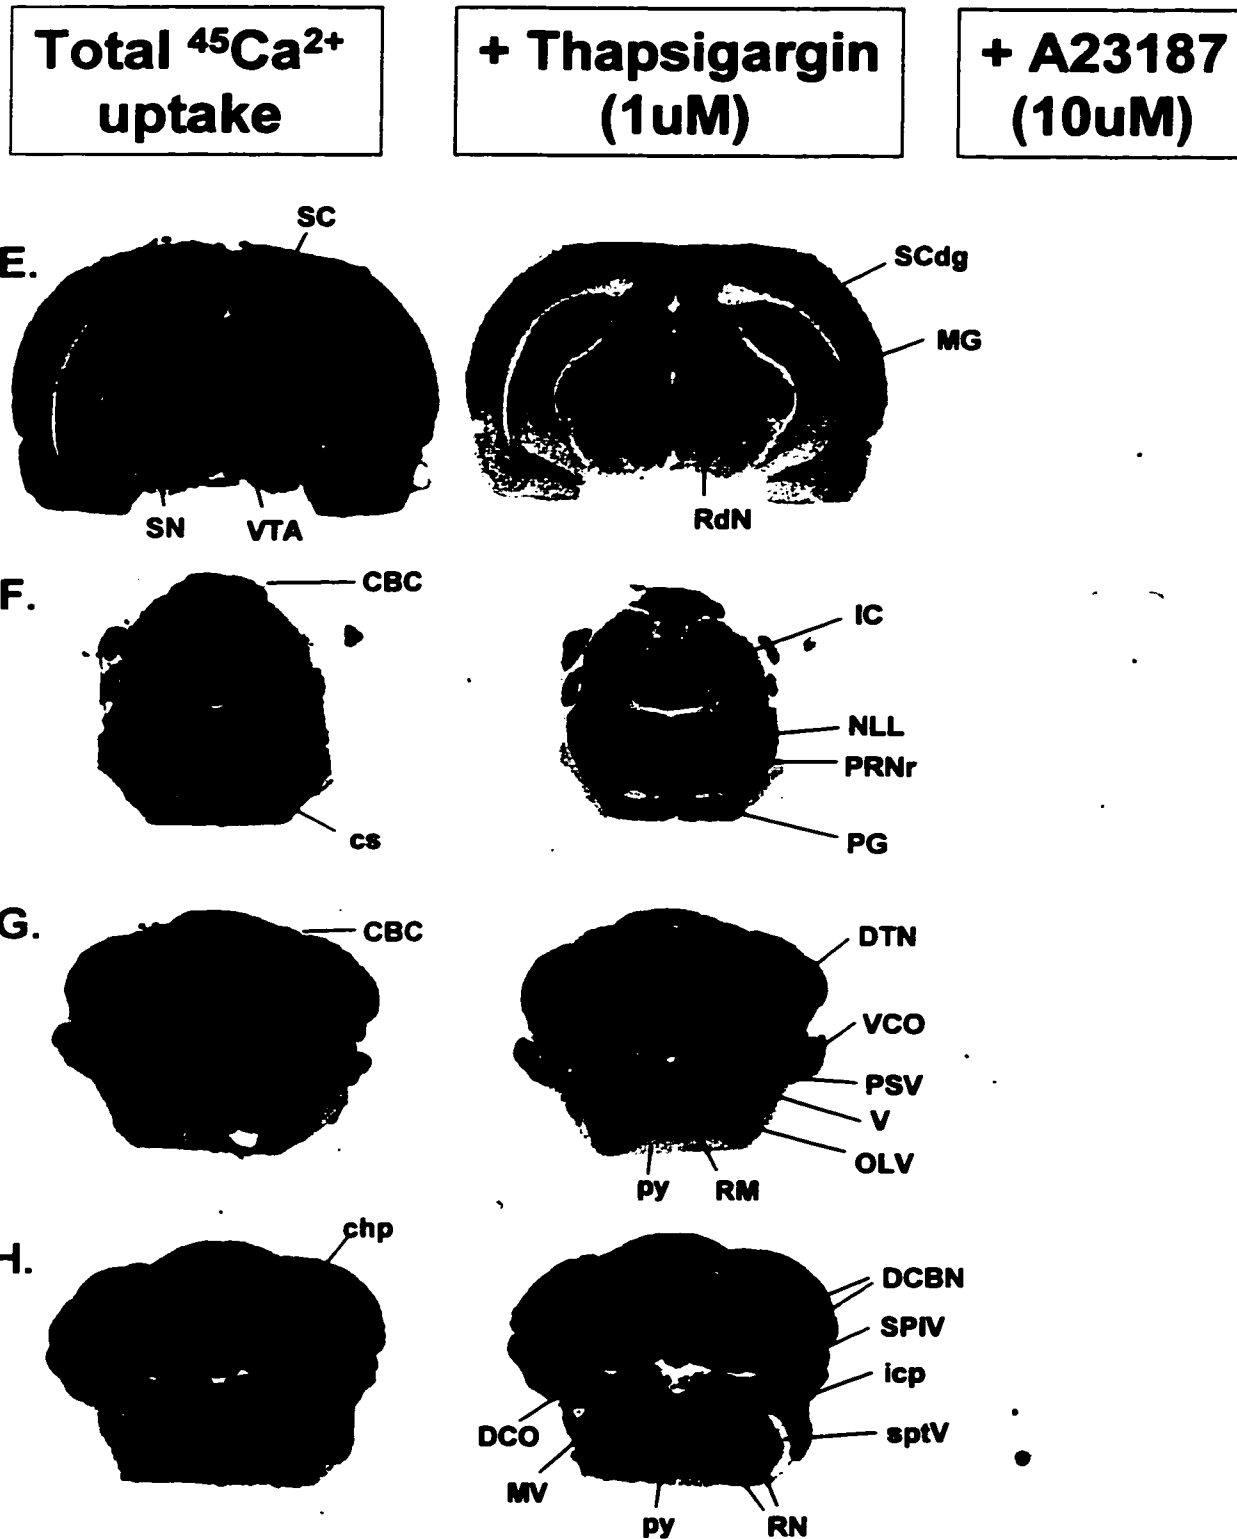 Total ⁴⁵Ca²⁺
uptake
+ Thapsigargin
(1uM)
+ A23187
(10uM)
E.
SC
SN
VTA
SCdg
MG
RdN
F.
CBC
cs
IC
NLL
PRNr
PG
G.
CBC
DTN
VCO
PSV
V
OLV
py
RM
H.
chp
DCBN
SPIV
icp
sptV
DCO
MV
py
RN